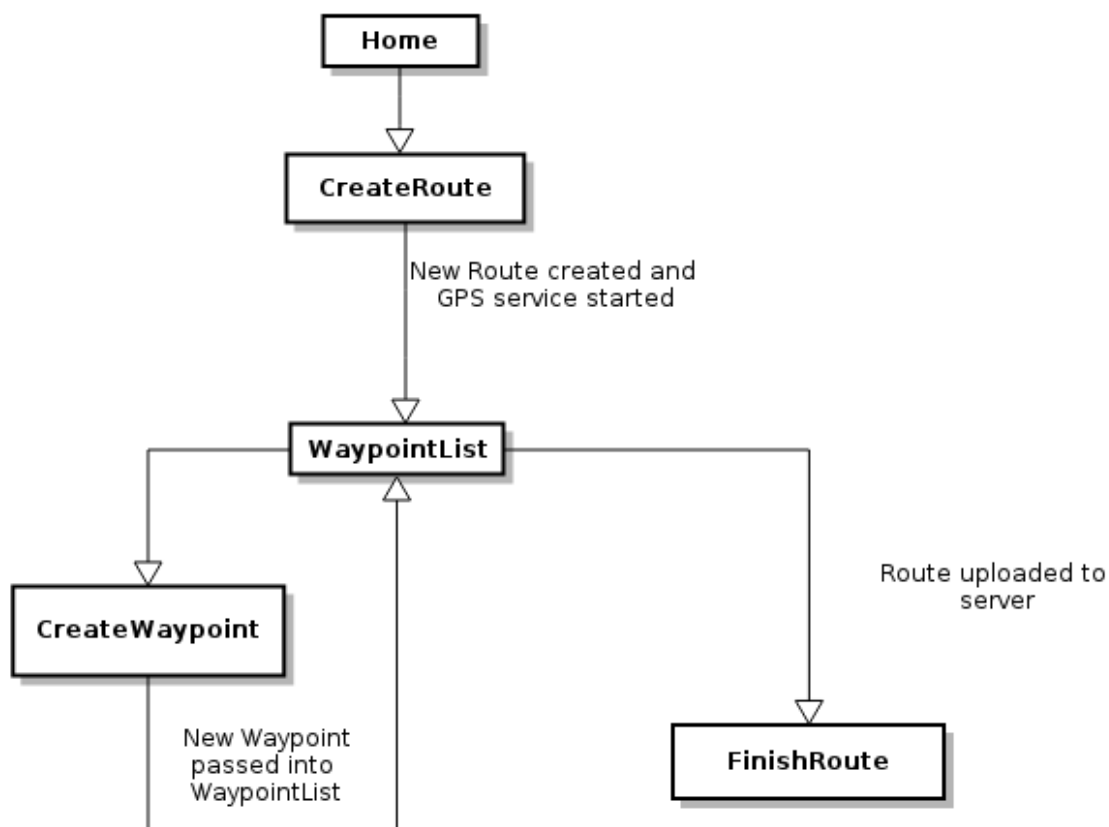 Home
CreateRoute
New Route created and
GPS service started
WaypointList
CreateWaypoint
Route uploaded to
server
New Waypoint
passed into
WaypointList
FinishRoute